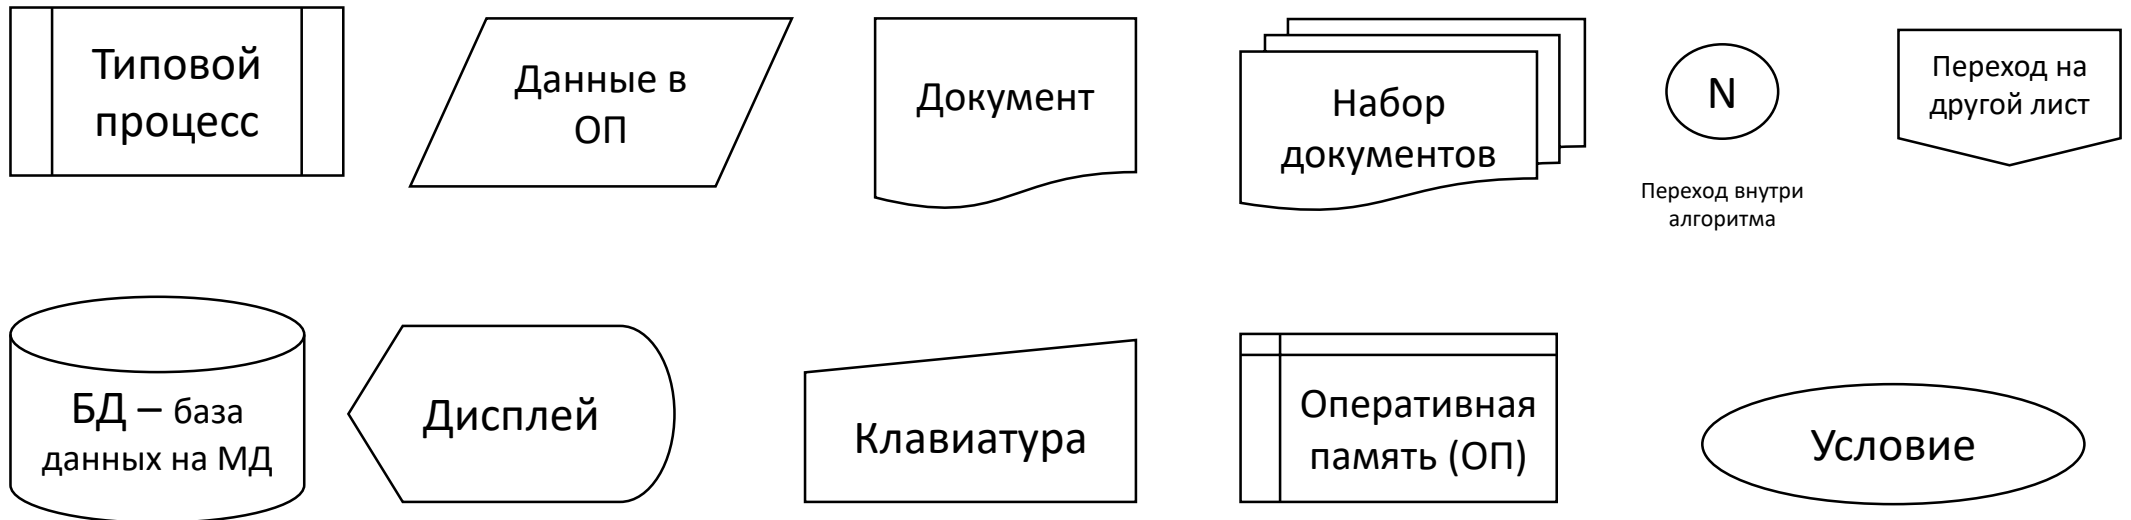 Типовой
процесс
Данные в
ОП
Документ
Набор
документов
N
Переход внутри
алгоритма
Переход на
другой лист
БД – база
данных на МД
Дисплей
Клавиатура
Оперативная
память (ОП)
Условие